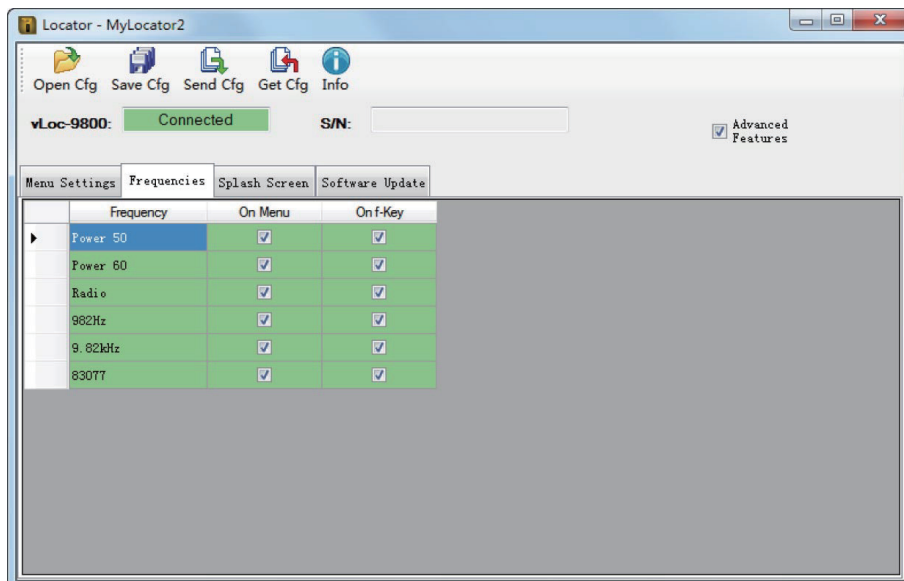 Locator - MyLocator2
Open Cfg Save Cfg Send Cfg Get Cfg Info
vLoc-9800: Connected S/N: Advanced
Features
Menu Settings Frequencies Splash Screen Software Update
Frequency On Menu On f-Key
Power 50
Power 60
Radio
982Hz
9.82kHz
83077